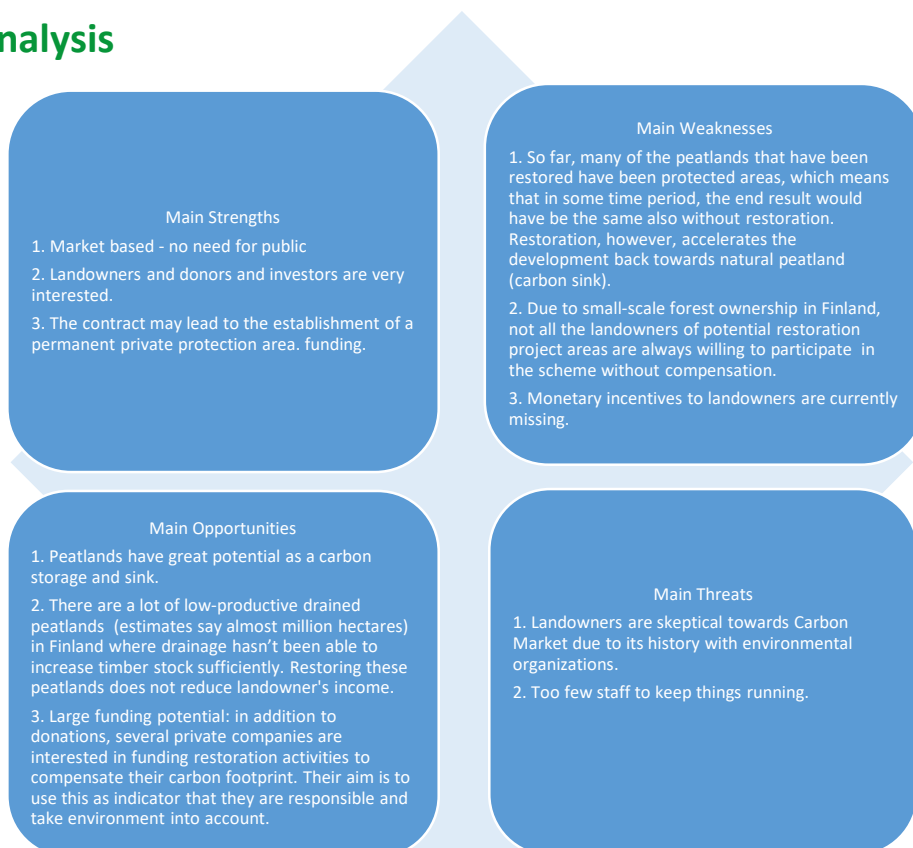 nalysis
Main Strengths
1. Market based - no need for public
2. Landowners and donors and investors are very
interested.
3. The contract may lead to the establishment of a
permanent private protection area. funding.
Main Weaknesses
1. So far, many of the peatlands that have been
restored have been protected areas, which means
that in some time period, the end result would
have be the same also without restoration.
Restoration, however, accelerates the
development back towards natural peatland
(carbon sink).
2. Due to small-scale forest ownership in Finland,
not all the landowners of potential restoration
project areas are always willing to participate in
the scheme without compensation.
3. Monetary incentives to landowners are currently
missing.
Main Opportunities
1. Peatlands have great potential as a carbon
storage and sink.
2. There are a lot of low-productive drained
peatlands (estimates say almost million hectares)
in Finland where drainage hasn't been able to
increase timber stock sufficiently. Restoring these
peatlands does not reduce landowner's income.
3. Large funding potential: in addition to
donations, several private companies are
interested in funding restoration activities to
compensate their carbon footprint. Their aim is to
use this as indicator that they are responsible and
take environment into account.
Main Threats
1. Landowners are skeptical towards Carbon
Market due to its history with environmental
organizations.
2. Too few staff to keep things running.